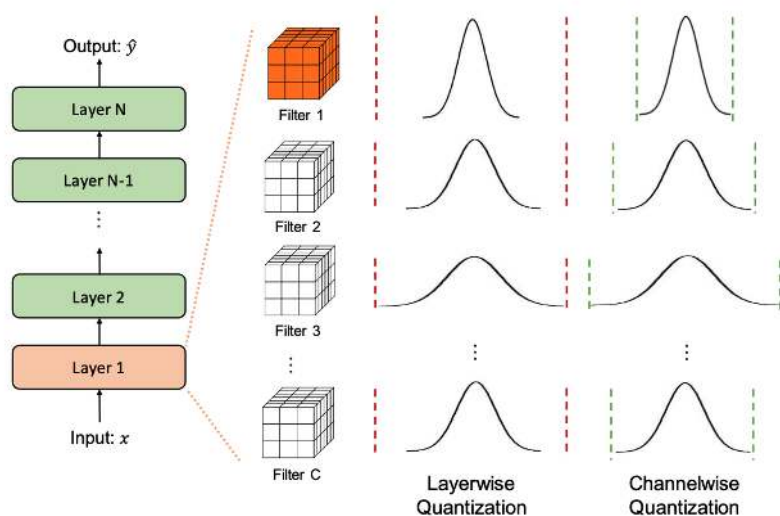 Output: ŷ
Layer N
Layer N-1
⋮
Layer 2
Layer 1
Input: x
Filter 1
Filter 2
Filter 3
⋮
Filter C
⋮
⋮
Layerwise
Quantization
Channelwise
Quantization